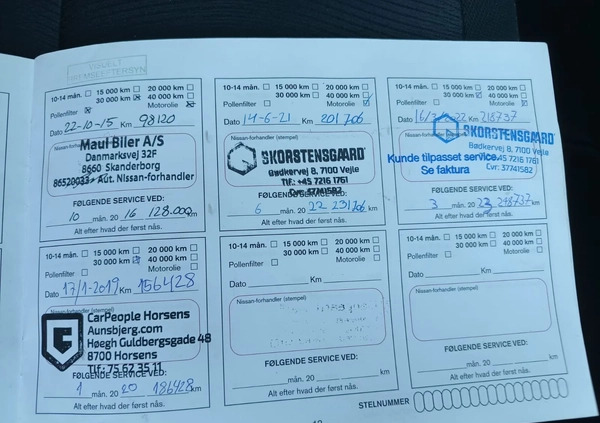 VISUELT
10-14 mån. 15 000 km 20 000 km
30 000 km 40 000 km
Pollenfilter Motorolie
Dato 22-10-15 Km 98120
Maul Biler A/S
Danmarksvej 32F
8660 Skanderborg
86520033 • Aut. Nissan-forhandler
FØLGENDE SERVICE VED:
10 mån. 20 16 128.000 km
Alt efter hvad der først nås.
10-14 mån. 15 000 km 20 000 km
30 000 km 40 000 km
Pollenfilter Motorolie
Dato 14-6-21 Km 201766
Nissan-forhandler (stempel)
SKORSTENSGAARD
Bødkervej 8, 7100 Vejle
Tlf.: +45 7216 1761
Cvr: 37741582
FØLGENDE SERVICE VED:
6 mån. 20 22 231766 km
Alt efter hvad der først nås.
10-14 mån. 15 000 km 20 000 km
30 000 km 40 000 km
Pollenfilter Motorolie
Dato 22 Km 218737
Nissan-forhandler (stempel)
SKORSTENSGAARD
Bødkervej 8, 7100 Vejle
Kunde tilpasset service. +45 7216 1761
Se faktura Cvr: 37741582
FØLGENDE SERVICE VED:
3 mån. 20 23 248737 km
Alt efter hvad der først nås.
10-14 mån. 15 000 km 20 000 km
30 000 km 40 000 km
Pollenfilter Motorolie
Dato 17/1-2019 Km 156428
CarPeople Horsens
Aunsbjerg.com
Høegh Guldbergsgade 48
8700 Horsens
Tlf: 75 62 35 11
FØLGENDE SERVICE VED:
1 mån. 20 20 186428 km
Alt efter hvad der først nås.
10-14 mån. 15 000 km 20 000 km
30 000 km 40 000 km
Pollenfilter Motorolie
Dato Km
Nissan-forhandler (stempel)
FØLGENDE SERVICE VED:
mån. 20 km
Alt efter hvad der først nås.
10-14 mån. 15 000 km 20 000 km
30 000 km 40 000 km
Pollenfilter Motorolie
Dato Km
Nissan-forhandler (stempel)
FØLGENDE SERVICE VED:
mån. 20 km
Alt efter hvad der først nås.
STELNUMMER